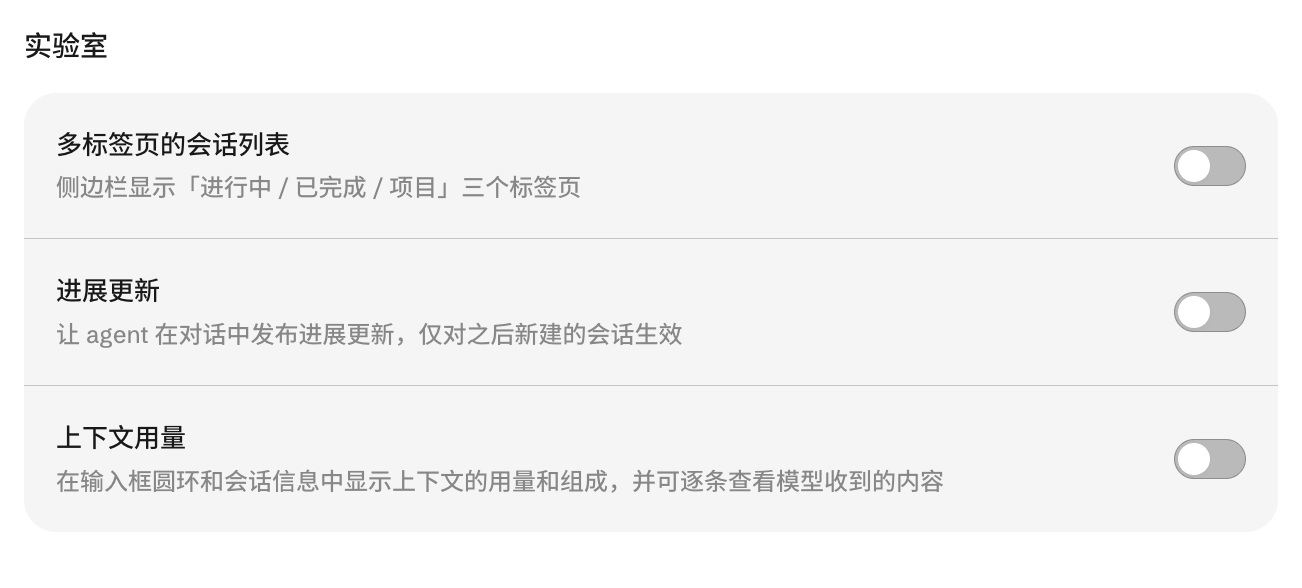 实验室
多标签页的会话列表
侧边栏显示「进行中 / 已完成 / 项目」三个标签页
进展更新
让 agent 在对话中发布进展更新，仅对之后新建的会话生效
上下文用量
在输入框圆环和会话信息中显示上下文的用量和组成，并可逐条查看模型收到的内容